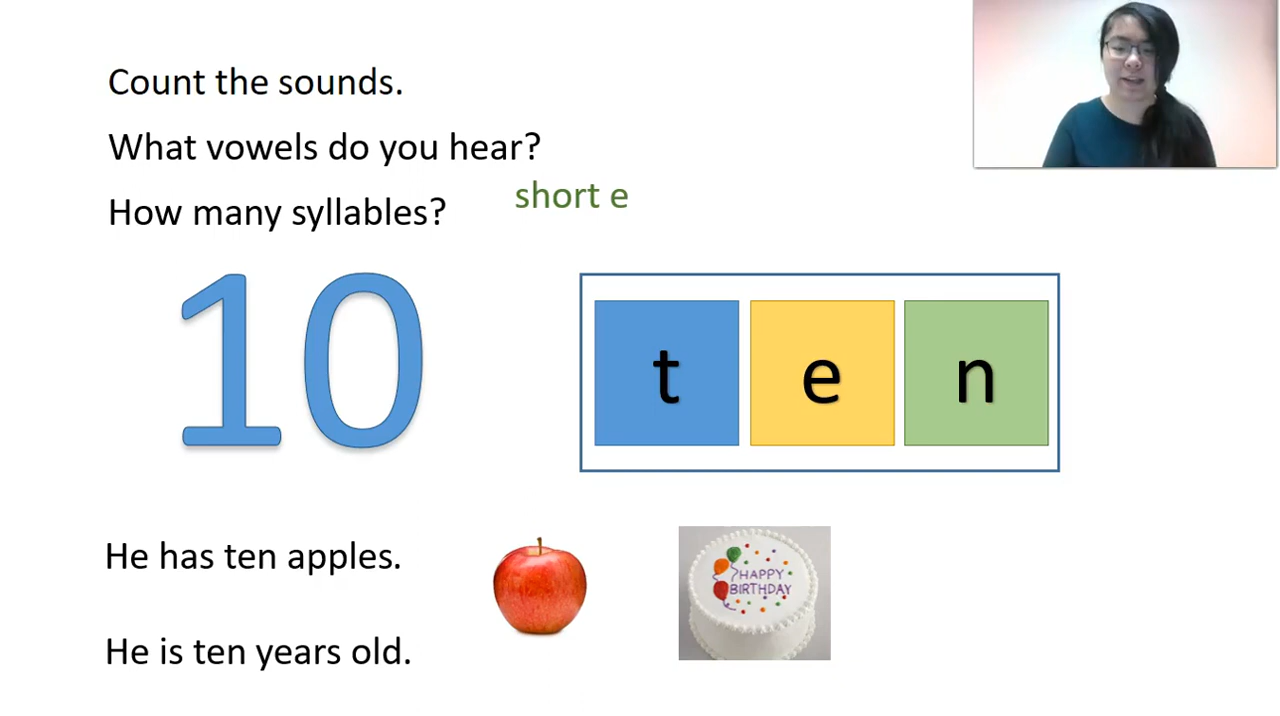 Count the sounds.
What vowels do you hear?
short e
How many syllables?
10
t e n
He has ten apples.
HAPPY
BIRTHDAY
He is ten years old.